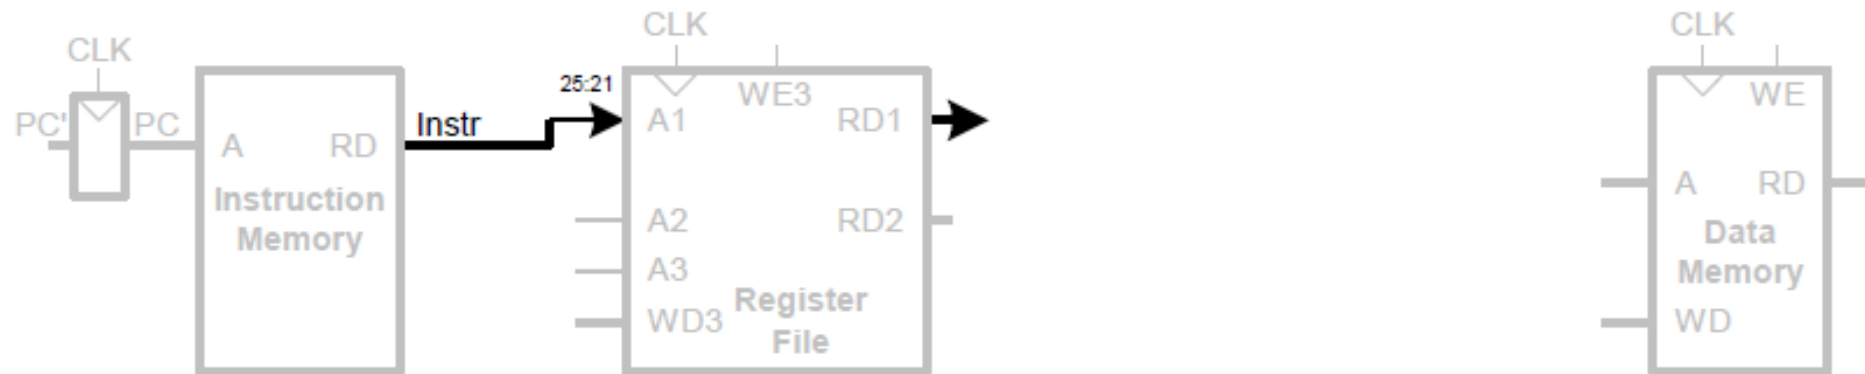 CLK
PC'
PC
A
RD
Instruction
Memory
Instr
25:21
CLK
WE3
A1
RD1
A2
RD2
A3
WD3
Register
File
CLK
WE
A
RD
Data
Memory
WD